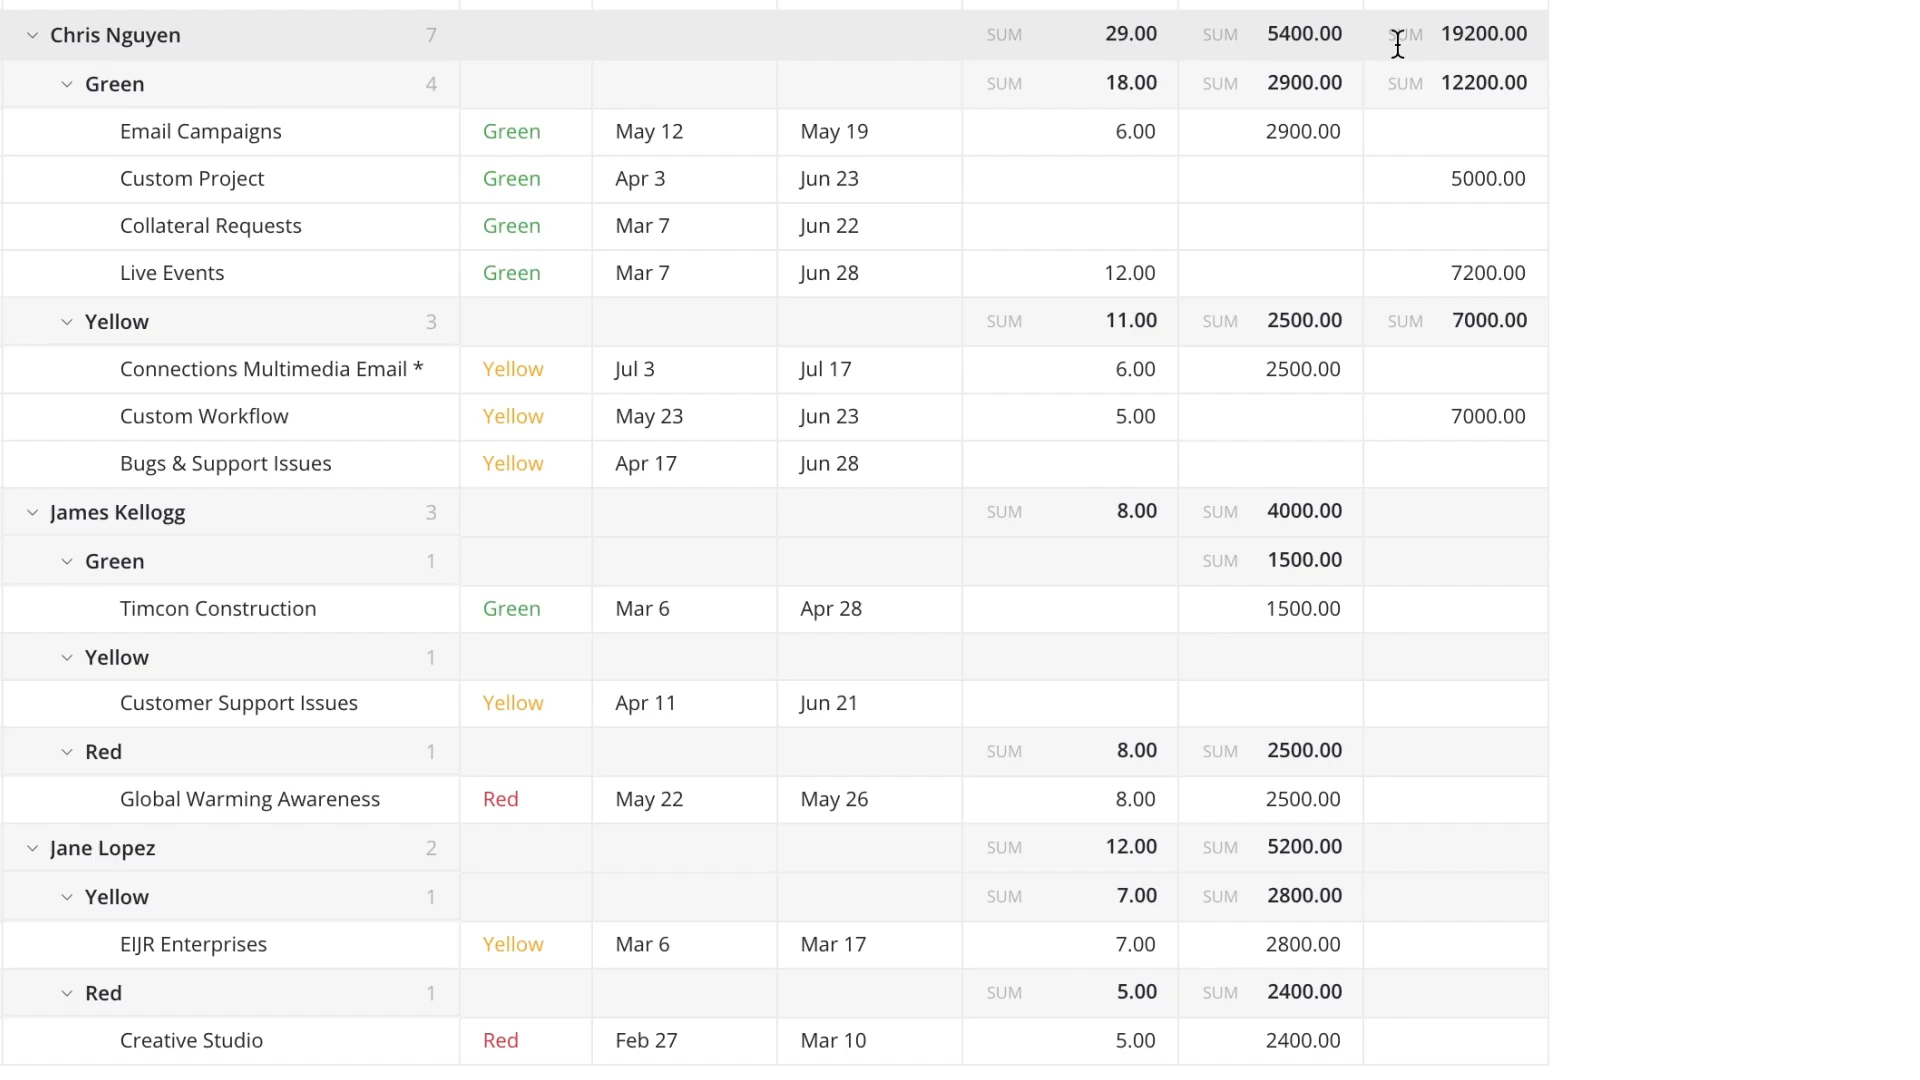 Chris Nguyen 7 SUM 29.00 SUM 5400.00 SUM 19200.00
Green 4 SUM 18.00 SUM 2900.00 SUM 12200.00
Email Campaigns Green May 12 May 19 6.00 2900.00
Custom Project Green Apr 3 Jun 23 5000.00
Collateral Requests Green Mar 7 Jun 22
Live Events Green Mar 7 Jun 28 12.00 7200.00
Yellow 3 SUM 11.00 SUM 2500.00 SUM 7000.00
Connections Multimedia Email * Yellow Jul 3 Jul 17 6.00 2500.00
Custom Workflow Yellow May 23 Jun 23 5.00 7000.00
Bugs & Support Issues Yellow Apr 17 Jun 28
James Kellogg 3 SUM 8.00 SUM 4000.00
Green 1 SUM 1500.00
Timcon Construction Green Mar 6 Apr 28 1500.00
Yellow 1
Customer Support Issues Yellow Apr 11 Jun 21
Red 1 SUM 8.00 SUM 2500.00
Global Warming Awareness Red May 22 May 26 8.00 2500.00
Jane Lopez 2 SUM 12.00 SUM 5200.00
Yellow 1 SUM 7.00 SUM 2800.00
EIJR Enterprises Yellow Mar 6 Mar 17 7.00 2800.00
Red 1 SUM 5.00 SUM 2400.00
Creative Studio Red Feb 27 Mar 10 5.00 2400.00